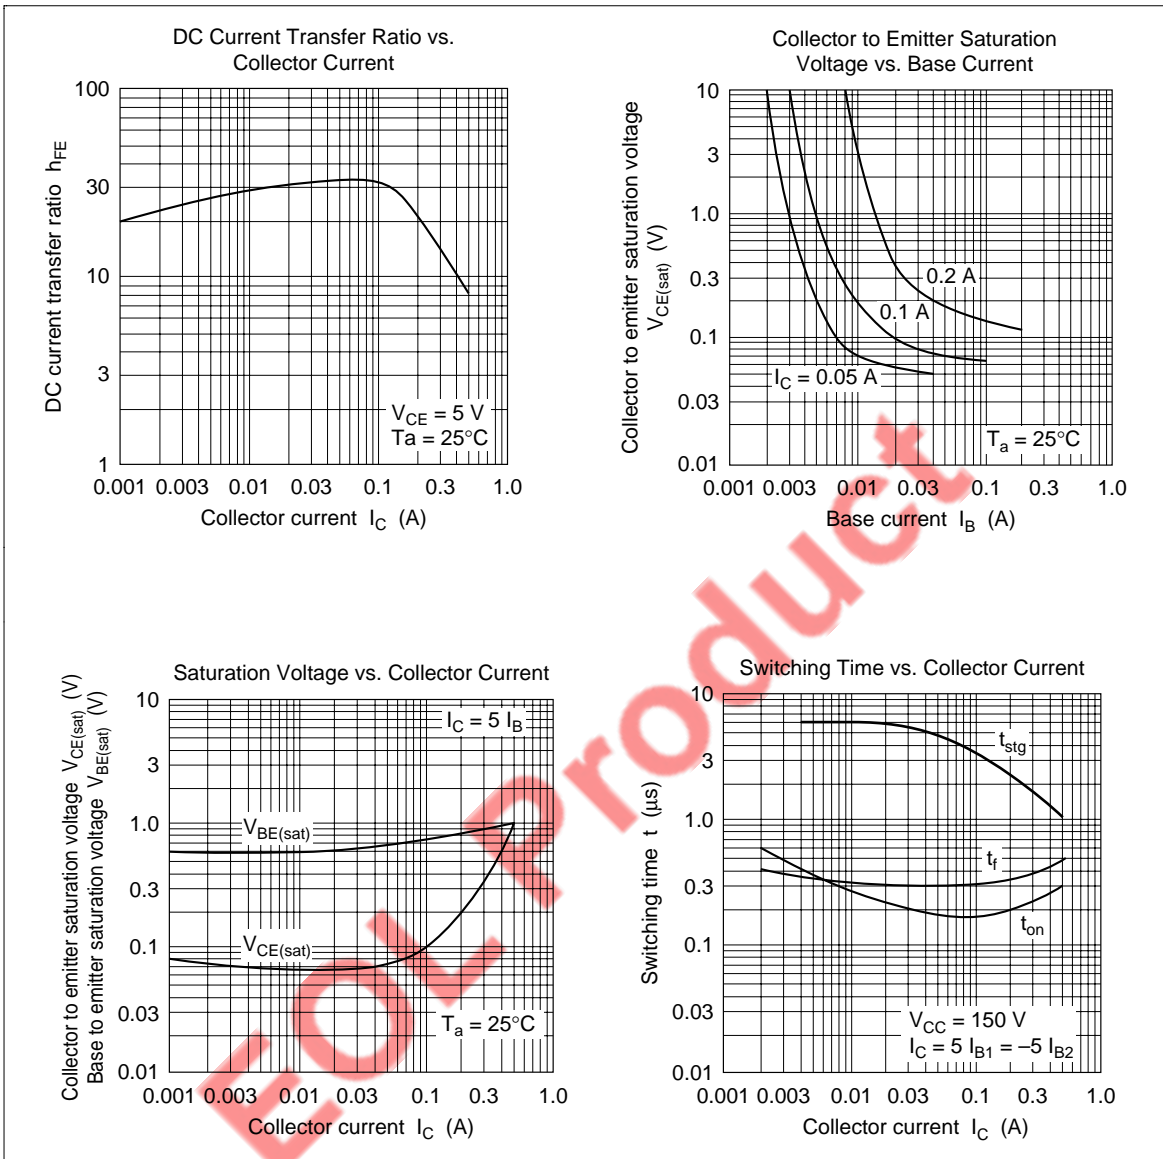 DC Current Transfer Ratio vs.
Collector Current
DC current transfer ratio hFE
100
30
10
3
1
0.001 0.003 0.01 0.03 0.1 0.3 1.0
Collector current IC (A)
VCE = 5 V
Ta = 25°C
Collector to Emitter Saturation
Voltage vs. Base Current
Collector to emitter saturation voltage
VCE(sat) (V)
10
3
1.0
0.3
0.1
0.03
0.01
0.001 0.003 0.01 0.03 0.1 0.3 1.0
Base current IB (A)
0.2 A
0.1 A
IC = 0.05 A
Ta = 25°C
Saturation Voltage vs. Collector Current
Collector to emitter saturation voltage VCE(sat) (V)
Base to emitter saturation voltage VBE(sat) (V)
10
3
1.0
0.3
0.1
0.03
0.01
0.001 0.003 0.01 0.03 0.1 0.3 1.0
Collector current IC (A)
IC = 5 IB
VBE(sat)
VCE(sat)
Ta = 25°C
Switching Time vs. Collector Current
Switching time t (μs)
10
3
1.0
0.3
0.1
0.03
0.01
0.001 0.003 0.01 0.03 0.1 0.3 1.0
Collector current IC (A)
tstg
tf
ton
VCC = 150 V
IC = 5 IB1 = –5 IB2
EOL Product